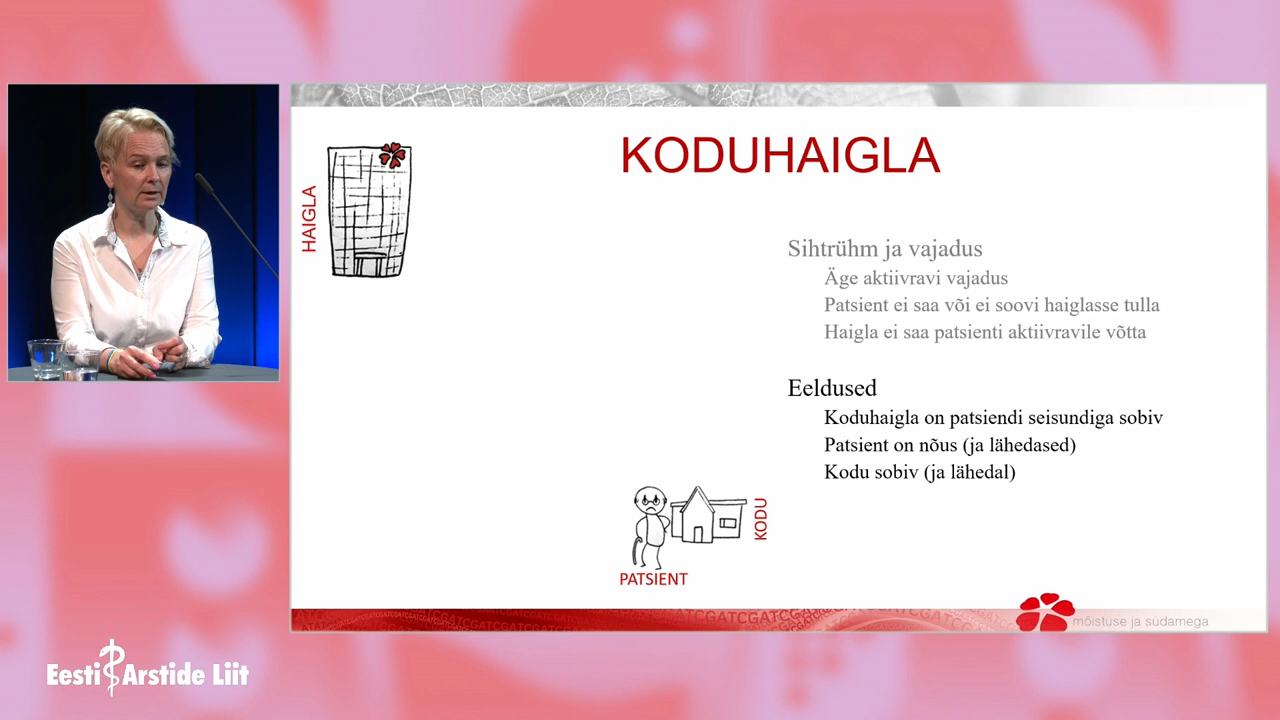 KODUHAIGLA
HAIGLA
Sihtrühm ja vajadus
Äge aktiivravi vajadus
Patsient ei saa või ei soovi haiglasse tulla
Haigla ei saa patsienti aktiivravile võtta
Eeldused
Koduhaigla on patsiendi seisundiga sobiv
Patsient on nõus (ja lähedased)
Kodu sobiv (ja lähedal)
KODU
PATSIENT
mõistuse ja südamega
Eesti Arstide Liit